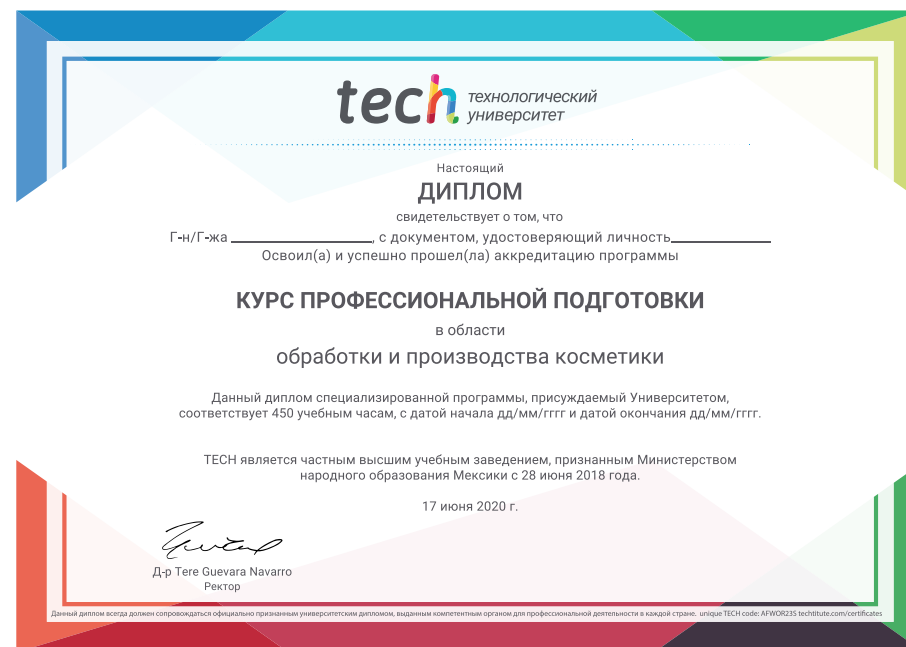 tech технологический
университет
Настоящий
ДИПЛОМ
свидетельствует о том, что
Г-н/Г-жа ____________________, с документом, удостоверяющий личность______________
Освоил(а) и успешно прошел(ла) аккредитацию программы
КУРС ПРОФЕССИОНАЛЬНОЙ ПОДГОТОВКИ
в области
обработки и производства косметики
Данный диплом специализированной программы, присуждаемый Университетом,
соответствует 450 учебным часам, с датой начала дд/мм/гггг и датой окончания дд/мм/гггг.
TECH является частным высшим учебным заведением, признанным Министерством
народного образования Мексики с 28 июня 2018 года.
17 июня 2020 г.
Д-р Tere Guevara Navarro
Ректор
Данный диплом всегда должен сопровождаться официально признанным университетским дипломом, выданным компетентным органом для профессиональной деятельности в каждой стране. unique TECH code: AFWOR23S techtitute.com/certificates